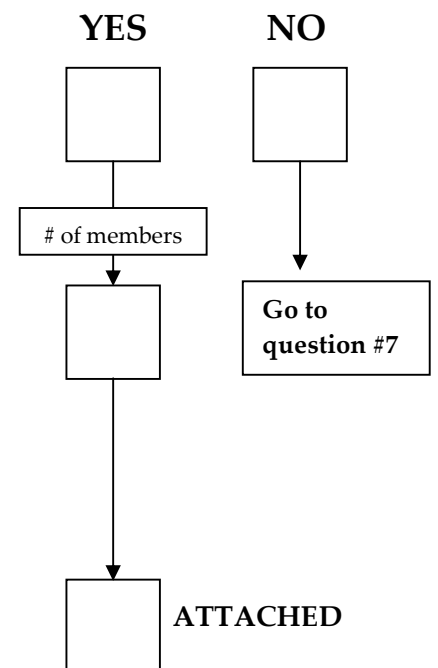 YES NO
# of members
Go to
question #7
ATTACHED